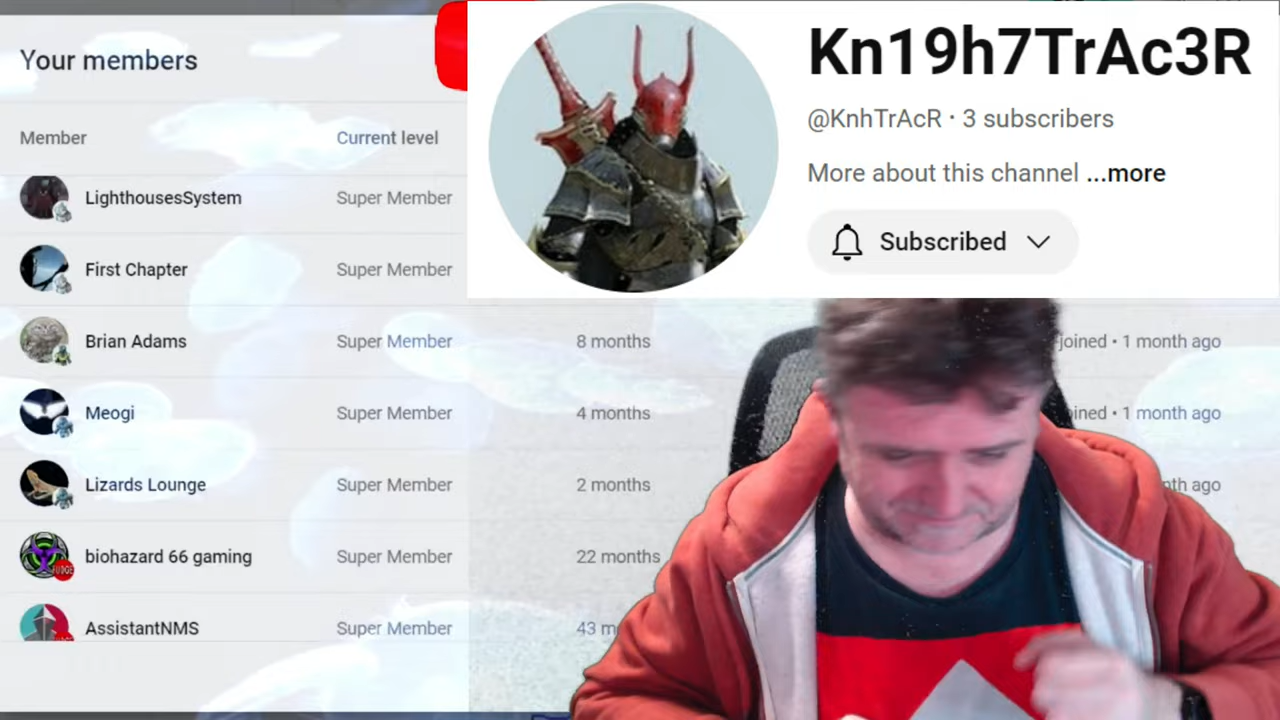 Your members
Kn19h7TrAc3R
@KnhTrAcR · 3 subscribers
More about this channel ...more
Subscribed
Member Current level
LighthousesSystem Super Member
First Chapter Super Member
Brian Adams Super Member 8 months joined • 1 month ago
Meogi Super Member 4 months 1 month ago
Lizards Lounge Super Member 2 months ago
biohazard 66 gaming Super Member 22 months
AssistantNMS Super Member 43